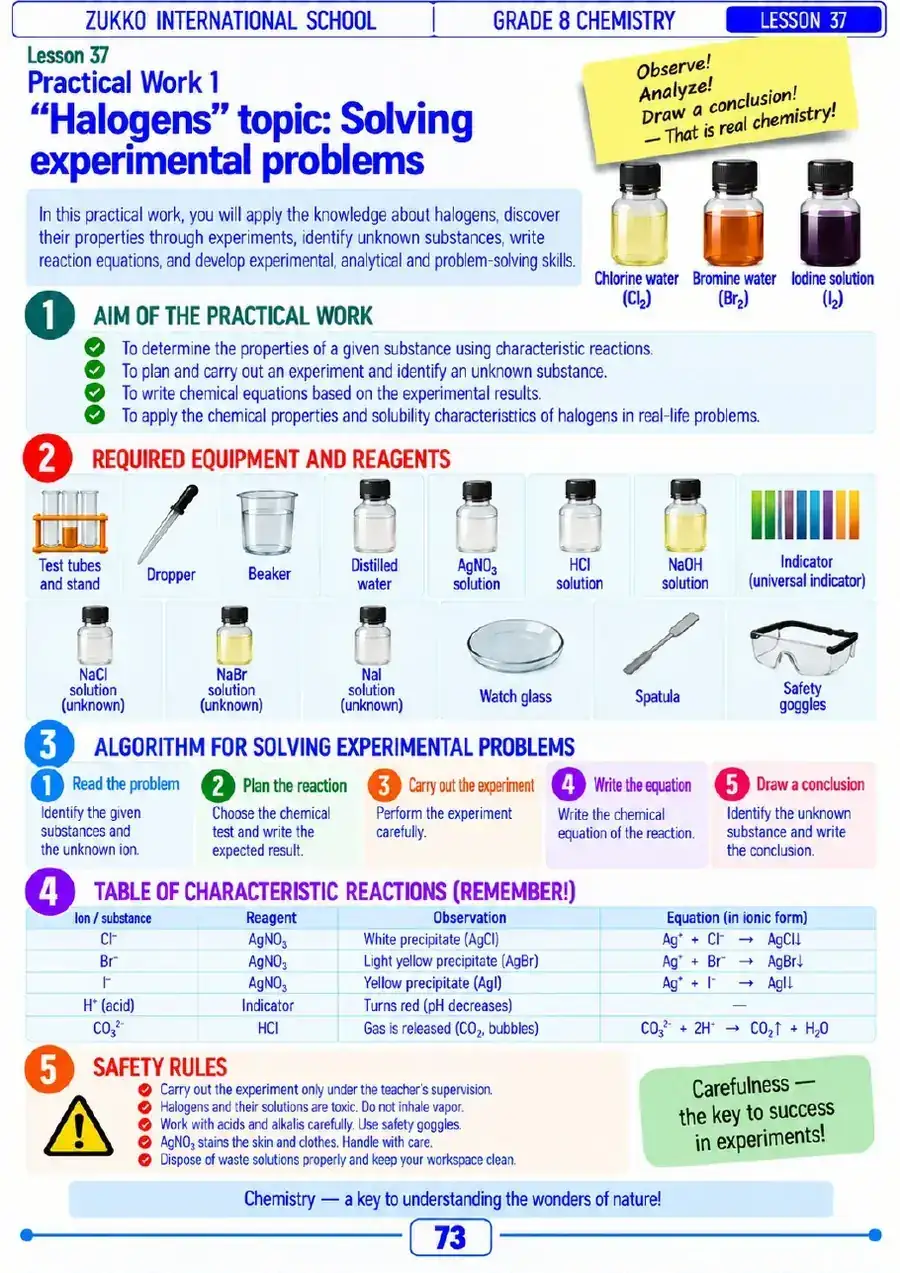 ZUKKO INTERNATIONAL SCHOOL
GRADE 8 CHEMISTRY
LESSON 37
Lesson 37
Practical Work 1
“Halogens” topic: Solving
experimental problems
Observe!
Analyze!
Draw a conclusion!
— That is real chemistry!
In this practical work, you will apply the knowledge about halogens, discover
their properties through experiments, identify unknown substances, write
reaction equations, and develop experimental, analytical and problem-solving skills.
Chlorine water
(Cl₂)
Bromine water
(Br₂)
Iodine solution
(I₂)
1 AIM OF THE PRACTICAL WORK
To determine the properties of a given substance using characteristic reactions.
To plan and carry out an experiment and identify an unknown substance.
To write chemical equations based on the experimental results.
To apply the chemical properties and solubility characteristics of halogens in real-life problems.
2 REQUIRED EQUIPMENT AND REAGENTS
Test tubes
and stand
Dropper
Beaker
Distilled
water
AgNO₃
solution
HCl
solution
NaOH
solution
Indicator
(universal indicator)
NaCl
solution
(unknown)
NaBr
solution
(unknown)
NaI
solution
(unknown)
Watch glass
Spatula
Safety
goggles
3 ALGORITHM FOR SOLVING EXPERIMENTAL PROBLEMS
1 Read the problem
Identify the given
substances and
the unknown ion.
2 Plan the reaction
Choose the chemical
test and write the
expected result.
3 Carry out the experiment
Perform the experiment
carefully.
4 Write the equation
Write the chemical
equation of the reaction.
5 Draw a conclusion
Identify the unknown
substance and write
the conclusion.
4 TABLE OF CHARACTERISTIC REACTIONS (REMEMBER!)
Ion / substance Reagent Observation Equation (in ionic form)
Cl⁻ AgNO₃ White precipitate (AgCl) Ag⁺ + Cl⁻ → AgCl↓
Br⁻ AgNO₃ Light yellow precipitate (AgBr) Ag⁺ + Br⁻ → AgBr↓
I⁻ AgNO₃ Yellow precipitate (AgI) Ag⁺ + I⁻ → AgI↓
H⁺ (acid) Indicator Turns red (pH decreases) —
CO₃²⁻ HCl Gas is released (CO₂, bubbles) CO₃²⁻ + 2H⁺ → CO₂↑ + H₂O
5 SAFETY RULES
Carry out the experiment only under the teacher's supervision.
Halogens and their solutions are toxic. Do not inhale vapor.
Work with acids and alkalis carefully. Use safety goggles.
AgNO₃ stains the skin and clothes. Handle with care.
Dispose of waste solutions properly and keep your workspace clean.
Carefulness —
the key to success
in experiments!
Chemistry — a key to understanding the wonders of nature!
73